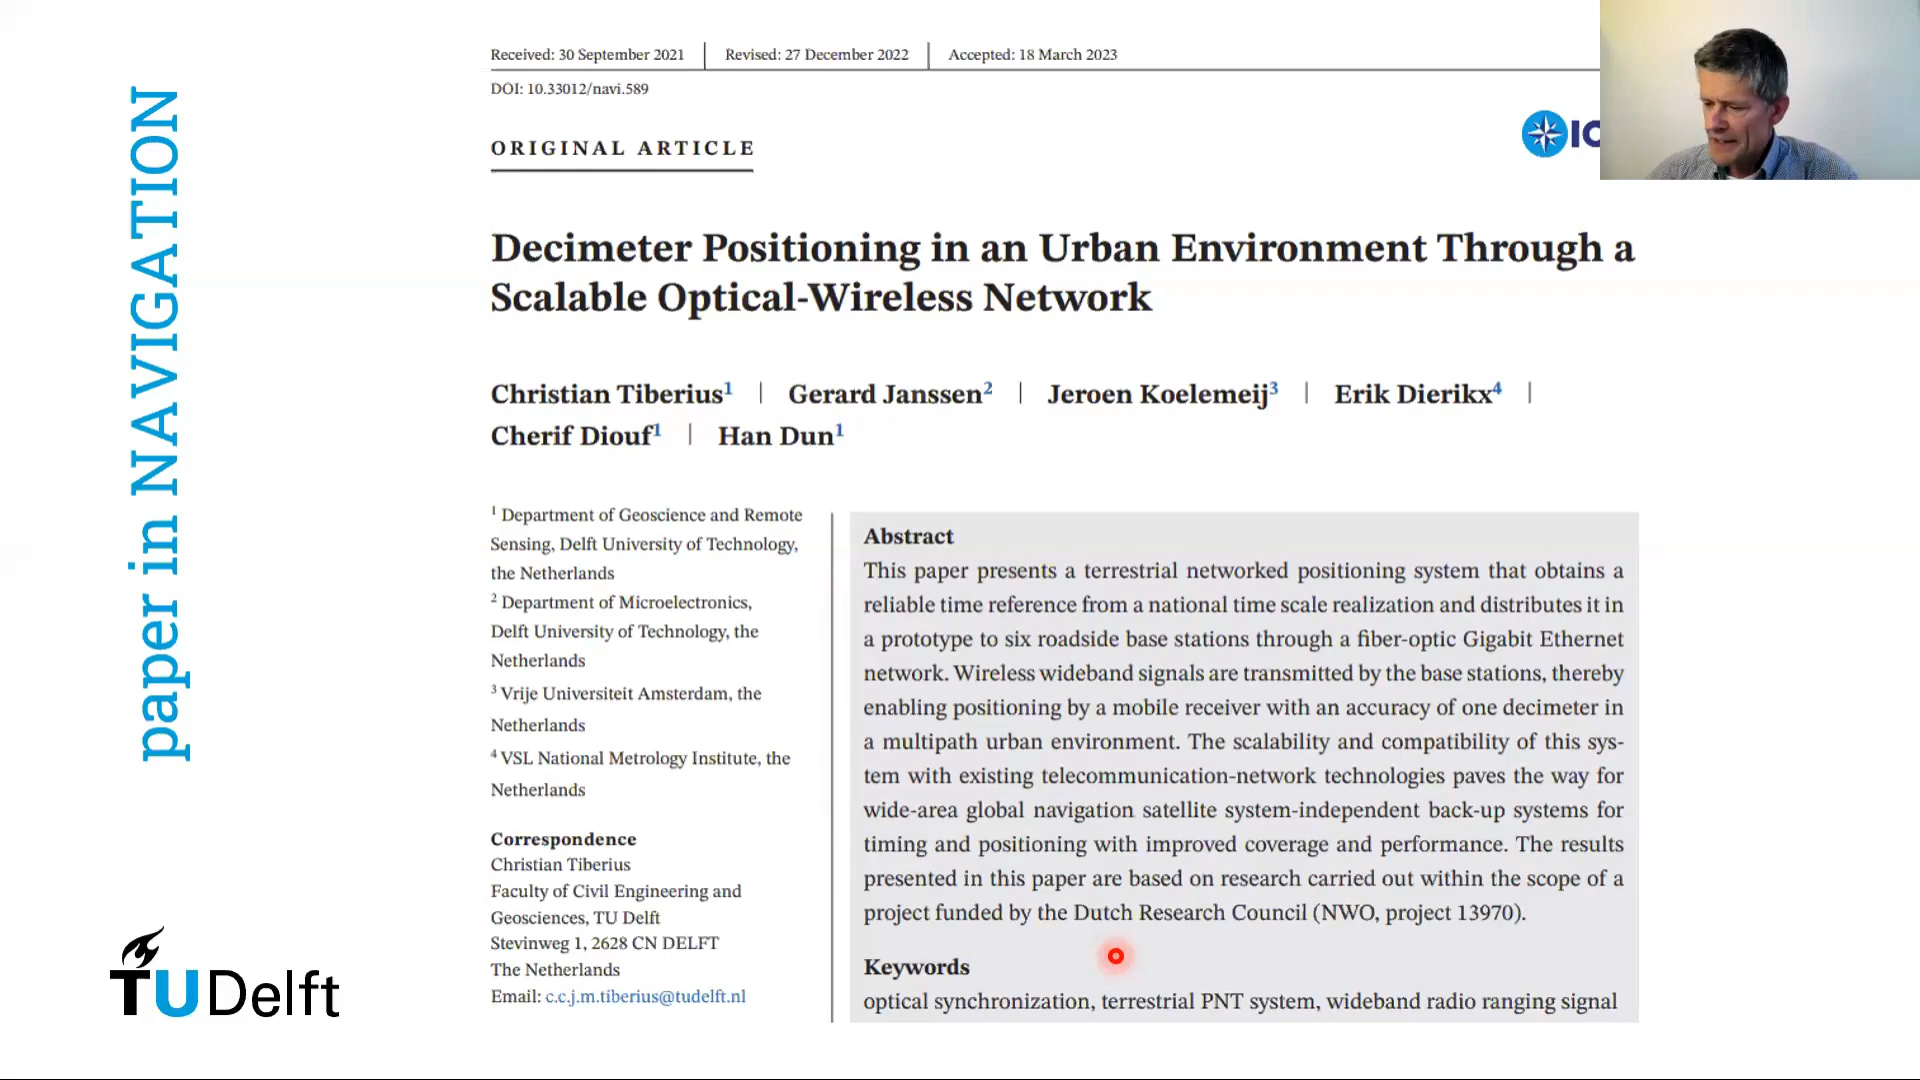 paper in NAVIGATION
Received: 30 September 2021 | Revised: 27 December 2022 | Accepted: 18 March 2023
DOI: 10.33012/navi.589
ORIGINAL ARTICLE
Decimeter Positioning in an Urban Environment Through a
Scalable Optical-Wireless Network
Christian Tiberius1 | Gerard Janssen2 | Jeroen Koelemeij3 | Erik Dierikx4 |
Cherif Diouf1 | Han Dun1
1 Department of Geoscience and Remote
Sensing, Delft University of Technology,
the Netherlands
2 Department of Microelectronics,
Delft University of Technology, the
Netherlands
3 Vrije Universiteit Amsterdam, the
Netherlands
4 VSL National Metrology Institute, the
Netherlands
Correspondence
Christian Tiberius
Faculty of Civil Engineering and
Geosciences, TU Delft
Stevinweg 1, 2628 CN DELFT
The Netherlands
Email: c.c.j.m.tiberius@tudelft.nl
Abstract
This paper presents a terrestrial networked positioning system that obtains a
reliable time reference from a national time scale realization and distributes it in
a prototype to six roadside base stations through a fiber-optic Gigabit Ethernet
network. Wireless wideband signals are transmitted by the base stations, thereby
enabling positioning by a mobile receiver with an accuracy of one decimeter in
a multipath urban environment. The scalability and compatibility of this sys-
tem with existing telecommunication-network technologies paves the way for
wide-area global navigation satellite system-independent back-up systems for
timing and positioning with improved coverage and performance. The results
presented in this paper are based on research carried out within the scope of a
project funded by the Dutch Research Council (NWO, project 13970).
Keywords
optical synchronization, terrestrial PNT system, wideband radio ranging signal
TU Delft